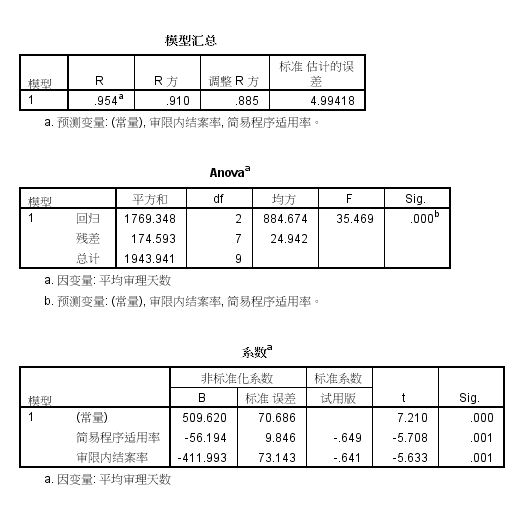 模型汇总
模型 R R 方 调整 R 方 标准 估计的误差
1 .954a .910 .885 4.99418
a. 预测变量: (常量), 审限内结案率, 简易程序适用率。
Anovaa
模型 平方和 df 均方 F Sig.
1 回归 1769.348 2 884.674 35.469 .000b
残差 174.593 7 24.942
总计 1943.941 9
a. 因变量: 平均审理天数
b. 预测变量: (常量), 审限内结案率, 简易程序适用率。
系数a
非标准化系数 标准系数
模型 B 标准 误差 试用版 t Sig.
1 (常量) 509.620 70.686 7.210 .000
简易程序适用率 -56.194 9.846 -.649 -5.708 .001
审限内结案率 -411.993 73.143 -.641 -5.633 .001
a. 因变量: 平均审理天数